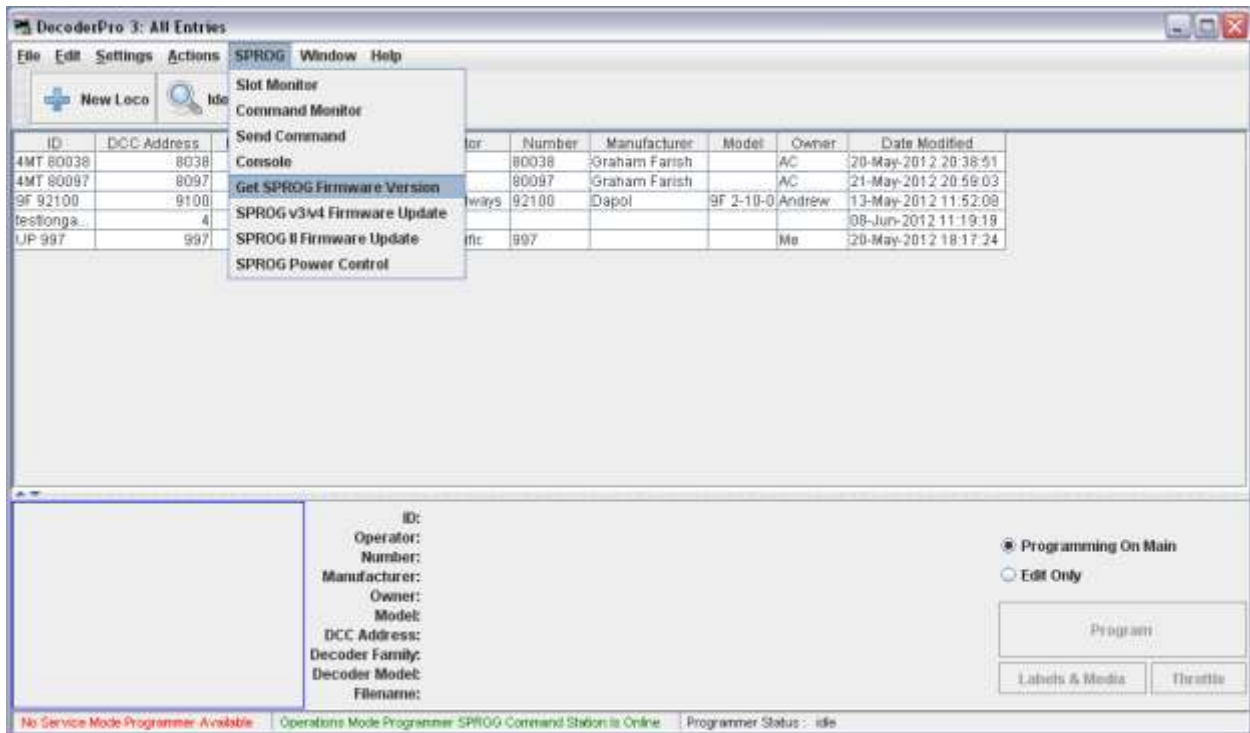 DecoderPro 3: All Entries
File Edit Settings Actions SPROG Window Help
New Loco
Slot Monitor
Command Monitor
Send Command
Console
Get SPROG Firmware Version
SPROG v3/v4 Firmware Update
SPROG II Firmware Update
SPROG Power Control
ID DCC Address Number Manufacturer Model Owner Date Modified
4MT 80038 8038 80038 Graham Farish AC 20-May-2012 20:38:51
4MT 80097 8097 80097 Graham Farish AC 21-May-2012 20:59:03
9F 92100 9100 92100 Dapol 9F 2-10-0 Andrew 13-May-2012 11:52:08
testlonga... 4 08-Jun-2012 11:19:19
UP 997 997 997 Me 20-May-2012 18:17:24
ID:
Operator:
Number:
Manufacturer:
Owner:
Model:
DCC Address:
Decoder Family:
Decoder Model:
Filename:
Programming On Main
Edit Only
Program
Labels & Media Throttle
No Service Mode Programmer Available Operations Mode Programmer SPROG Command Station Is Online Programmer Status : idle